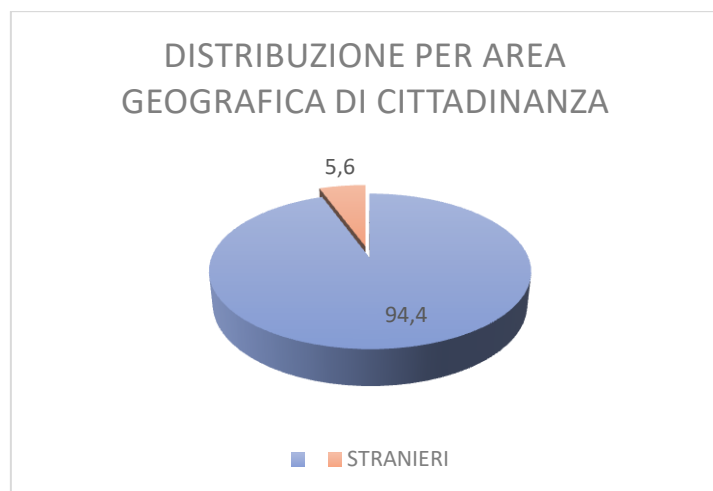 DISTRIBUZIONE PER AREA
GEOGRAFICA DI CITTADINANZA
5,6
94,4
STRANIERI